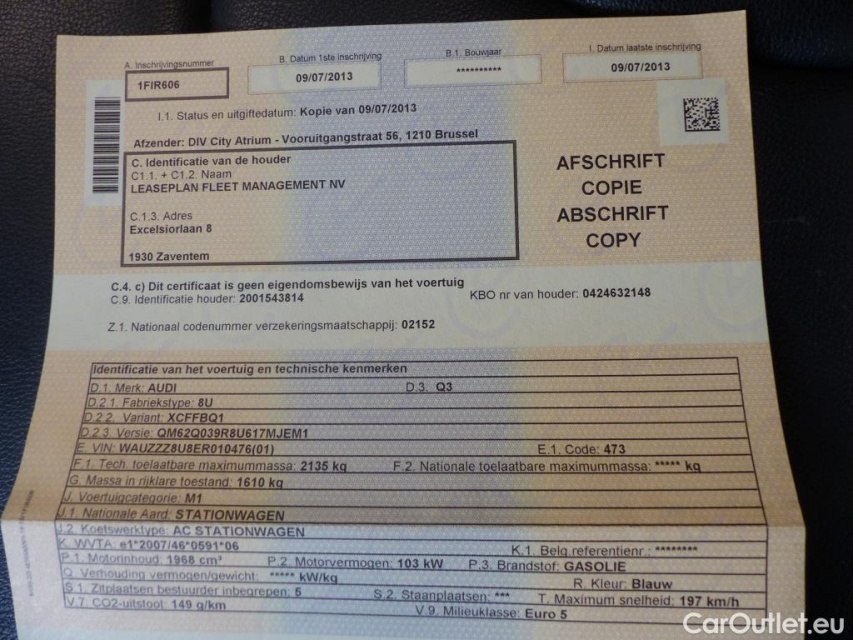 A. Inschrijvingsnummer
B. Datum 1ste inschrijving
B.1. Bouwjaar
I. Datum laatste inschrijving
1FIR606
09/07/2013
**********
09/07/2013
I.1. Status en uitgiftedatum: Kopie van 09/07/2013
Afzender: DIV City Atrium - Vooruitgangstraat 56, 1210 Brussel
C. Identificatie van de houder
C1.1. + C1.2. Naam
LEASEPLAN FLEET MANAGEMENT NV
C.1.3. Adres
Excelsiorlaan 8
1930 Zaventem
AFSCHRIFT
COPIE
ABSCHRIFT
COPY
C.4. c) Dit certificaat is geen eigendomsbewijs van het voertuig
C.9. Identificatie houder: 2001543814 KBO nr van houder: 0424632148
Z.1. Nationaal codenummer verzekeringsmaatschappij: 02152
Identificatie van het voertuig en technische kenmerken
D.1. Merk: AUDI D.3. Q3
D.2.1. Fabriekstype: 8U
D.2.2. Variant: XCFFBQ1
D.2.3. Versie: QM62Q039R8U617MJEM1
E. VIN: WAUZZZ8U8ER010476(01) E.1. Code: 473
F.1. Tech. toelaatbare maximummassa: 2135 kg F.2. Nationale toelaatbare maximummassa: ***** kg
G. Massa in rijklare toestand: 1610 kg
J. Voertuigcategorie: M1
J.1. Nationale Aard: STATIONWAGEN
J.2. Koetswerktype: AC STATIONWAGEN
K. WVTA: e1*2007/46*0591*06 K.1. Belg.referentienr.: ********
P.1. Motorinhoud: 1968 cm³ P.2. Motorvermogen: 103 kW P.3. Brandstof: GASOLIE
Q. Verhouding vermogen/gewicht: ***** kW/kg R. Kleur: Blauw
S.1. Zitplaatsen bestuurder inbegrepen: 5 S.2. Staanplaatsen: *** T. Maximum snelheid: 197 km/h
V.7. CO2-uitstoot: 149 g/km V.9. Milieuklasse: Euro 5
CarOutlet.eu